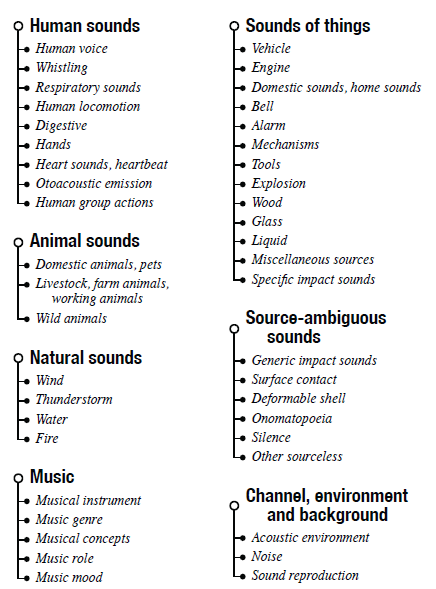 Human sounds
Human voice
Whistling
Respiratory sounds
Human locomotion
Digestive
Hands
Heart sounds, heartbeat
Otoacoustic emission
Human group actions
Animal sounds
Domestic animals, pets
Livestock, farm animals,
working animals
Wild animals
Natural sounds
Wind
Thunderstorm
Water
Fire
Music
Musical instrument
Music genre
Musical concepts
Music role
Music mood
Sounds of things
Vehicle
Engine
Domestic sounds, home sounds
Bell
Alarm
Mechanisms
Tools
Explosion
Wood
Glass
Liquid
Miscellaneous sources
Specific impact sounds
Source-ambiguous
sounds
Generic impact sounds
Surface contact
Deformable shell
Onomatopoeia
Silence
Other sourceless
Channel, environment
and background
Acoustic environment
Noise
Sound reproduction